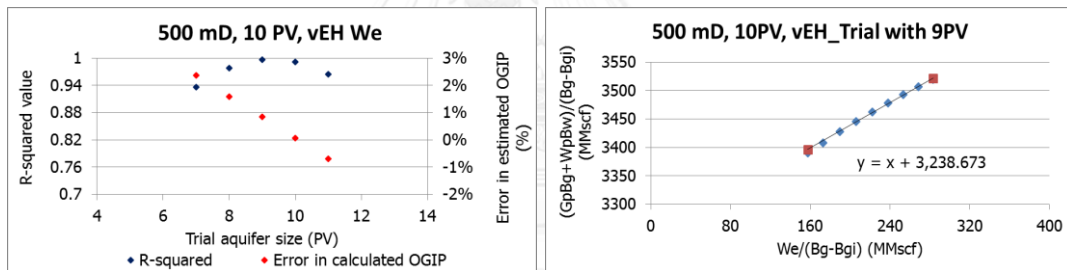 500 mD, 10 PV, vEH We
R-squared value
1
0.94
0.88
0.82
0.76
0.7
3%
2%
1%
0%
-1%
-2%
Error in estimated OGIP
(%)
4 6 8 10 12 14
Trial aquifer size (PV)
R-squared Error in calculated OGIP
500 mD, 10PV, vEH_Trial with 9PV
(GpBg+WpBw)/(Bg-Bgi)
(MMscf)
3550
3500
3450
3400
3350
3300
y = x + 3,238.673
0 80 160 240 320 400
We/(Bg-Bgi) (MMscf)